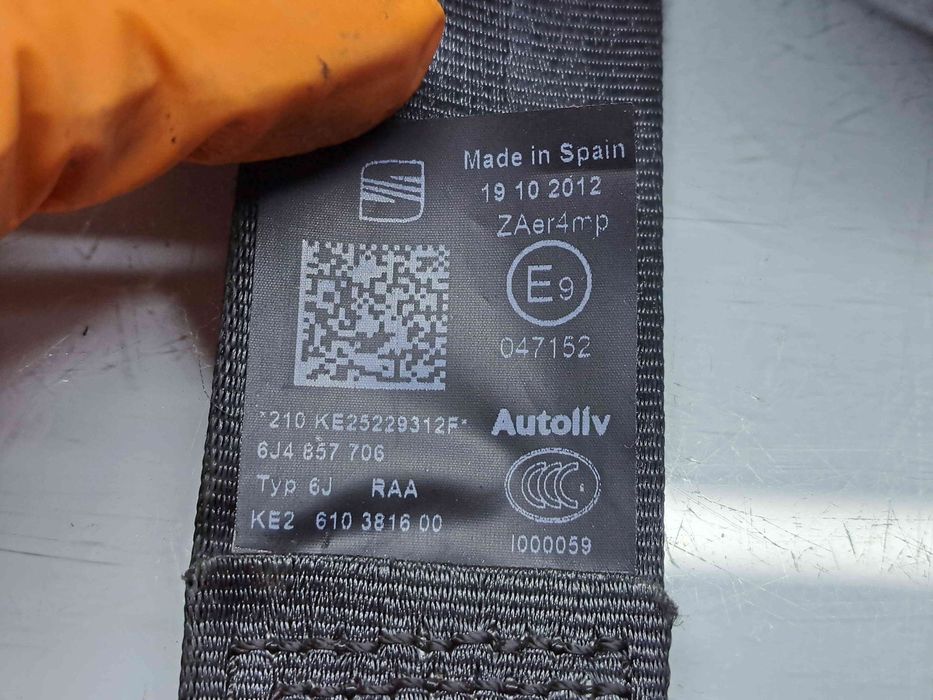 Made in Spain
19 10 2012
ZAer4mp
E9
047152
*210 KE25229312F*
Autoliv
6J4 857 706
Typ 6J RAA
CCC
KE2 610 3816 00
I000059